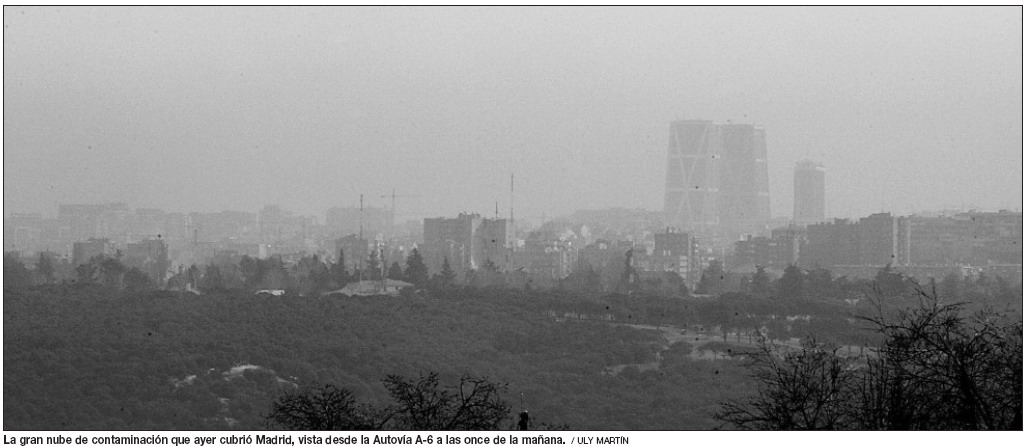 La gran nube de contaminación que ayer cubrió Madrid, vista desde la Autovía A-6 a las once de la mañana. / ULY MARTÍN